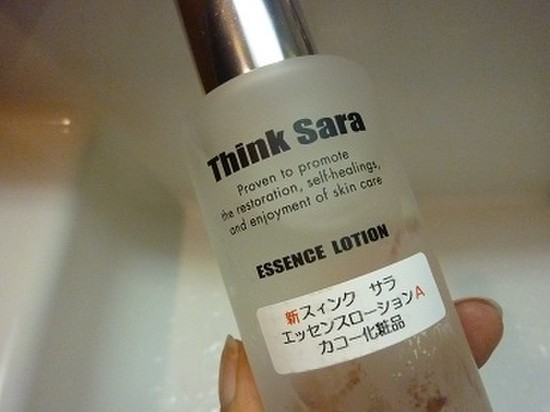 Think Sara
Proven to promote
the restoration, self-healings,
and enjoyment of skin care
ESSENCE LOTION
新スィンク サラ
エッセンスローションA
カコー化粧品